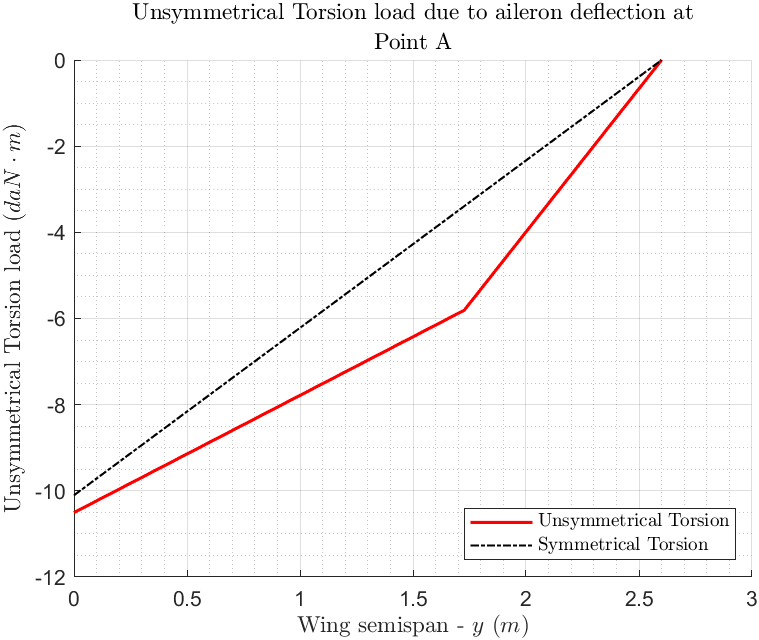 Unsymmetrical Torsion load due to aileron deflection at
Point A
Unsymmetrical Torsion load (daN · m)
0
-2
-4
-6
-8
-10
-12
0
0.5
1
1.5
2
2.5
3
Wing semispan - y (m)
Unsymmetrical Torsion
Symmetrical Torsion